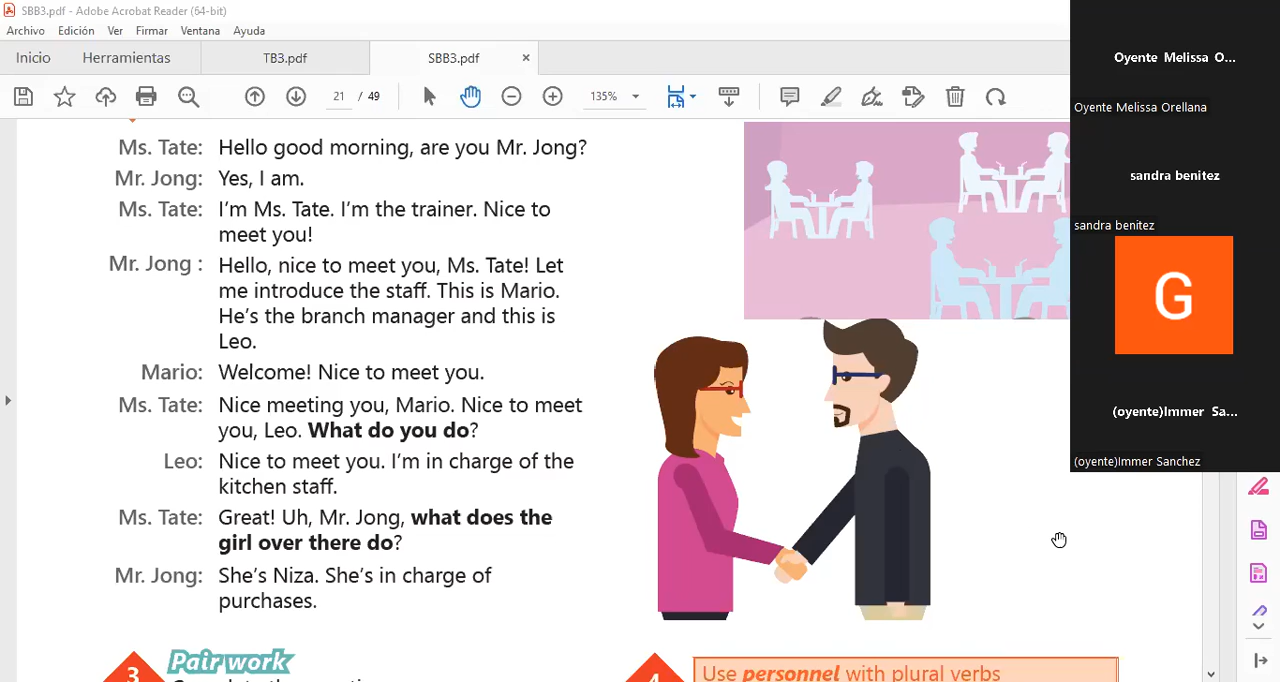 SBB3.pdf - Adobe Acrobat Reader (64-bit)
Archivo Edición Ver Firmar Ventana Ayuda
Inicio Herramientas TB3.pdf SBB3.pdf ×
21 / 49 135%
Ms. Tate: Hello good morning, are you Mr. Jong?
Mr. Jong: Yes, I am.
Ms. Tate: I'm Ms. Tate. I'm the trainer. Nice to
meet you!
Mr. Jong : Hello, nice to meet you, Ms. Tate! Let
me introduce the staff. This is Mario.
He's the branch manager and this is
Leo.
Mario: Welcome! Nice to meet you.
Ms. Tate: Nice meeting you, Mario. Nice to meet
you, Leo. What do you do?
Leo: Nice to meet you. I'm in charge of the
kitchen staff.
Ms. Tate: Great! Uh, Mr. Jong, what does the
girl over there do?
Mr. Jong: She's Niza. She's in charge of
purchases.
3 Pair work
4 Use personnel with plural verbs
Oyente Melissa O...
Oyente Melissa Orellana
sandra benitez
sandra benitez
G
(oyente)Immer Sa...
(oyente)Immer Sanchez